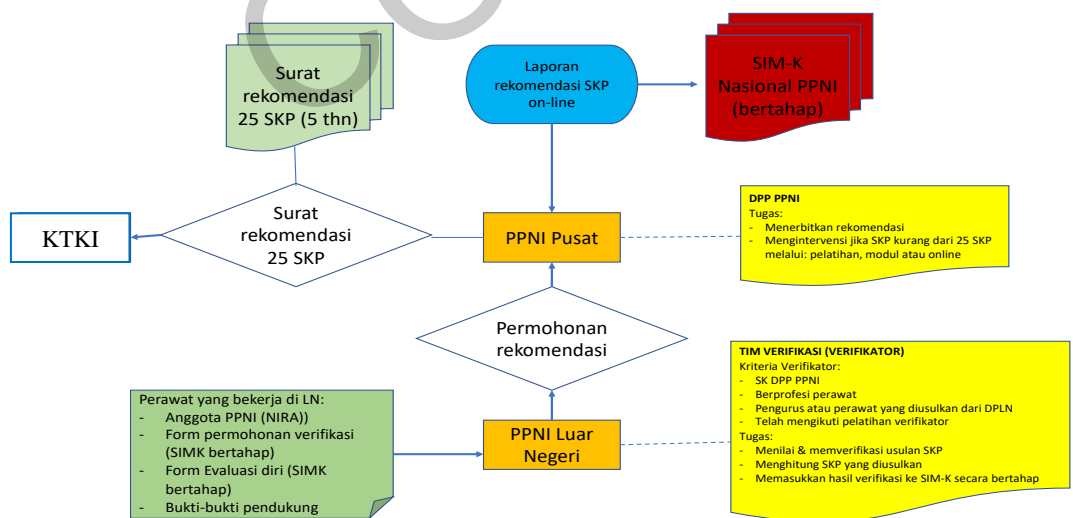 Surat
rekomendasi
25 SKP (5 thn)
Laporan
rekomendasi SKP
on-line
SIM-K
Nasional PPNI
(bertahap)
KTKI
Surat
rekomendasi
25 SKP
PPNI Pusat
DPP PPNI
Tugas:
- Menerbitkan rekomendasi
- Mengintervensi jika SKP kurang dari 25 SKP
melalui: pelatihan, modul atau online
Permohonan
rekomendasi
Perawat yang bekerja di LN:
- Anggota PPNI (NIRA))
- Form permohonan verifikasi
(SIMK bertahap)
- Form Evaluasi diri (SIMK
bertahap)
- Bukti-bukti pendukung
PPNI Luar
Negeri
TIM VERIFIKASI (VERIFIKATOR)
Kriteria Verifikator:
- SK DPP PPNI
- Berprofesi perawat
- Pengurus atau perawat yang diusulkan dari DPLN
- Telah mengikuti pelatihan verifikator
Tugas:
- Menilai & memverifikasi usulan SKP
- Menghitung SKP yang diusulkan
- Memasukkan hasil verifikasi ke SIM-K secara bertahap